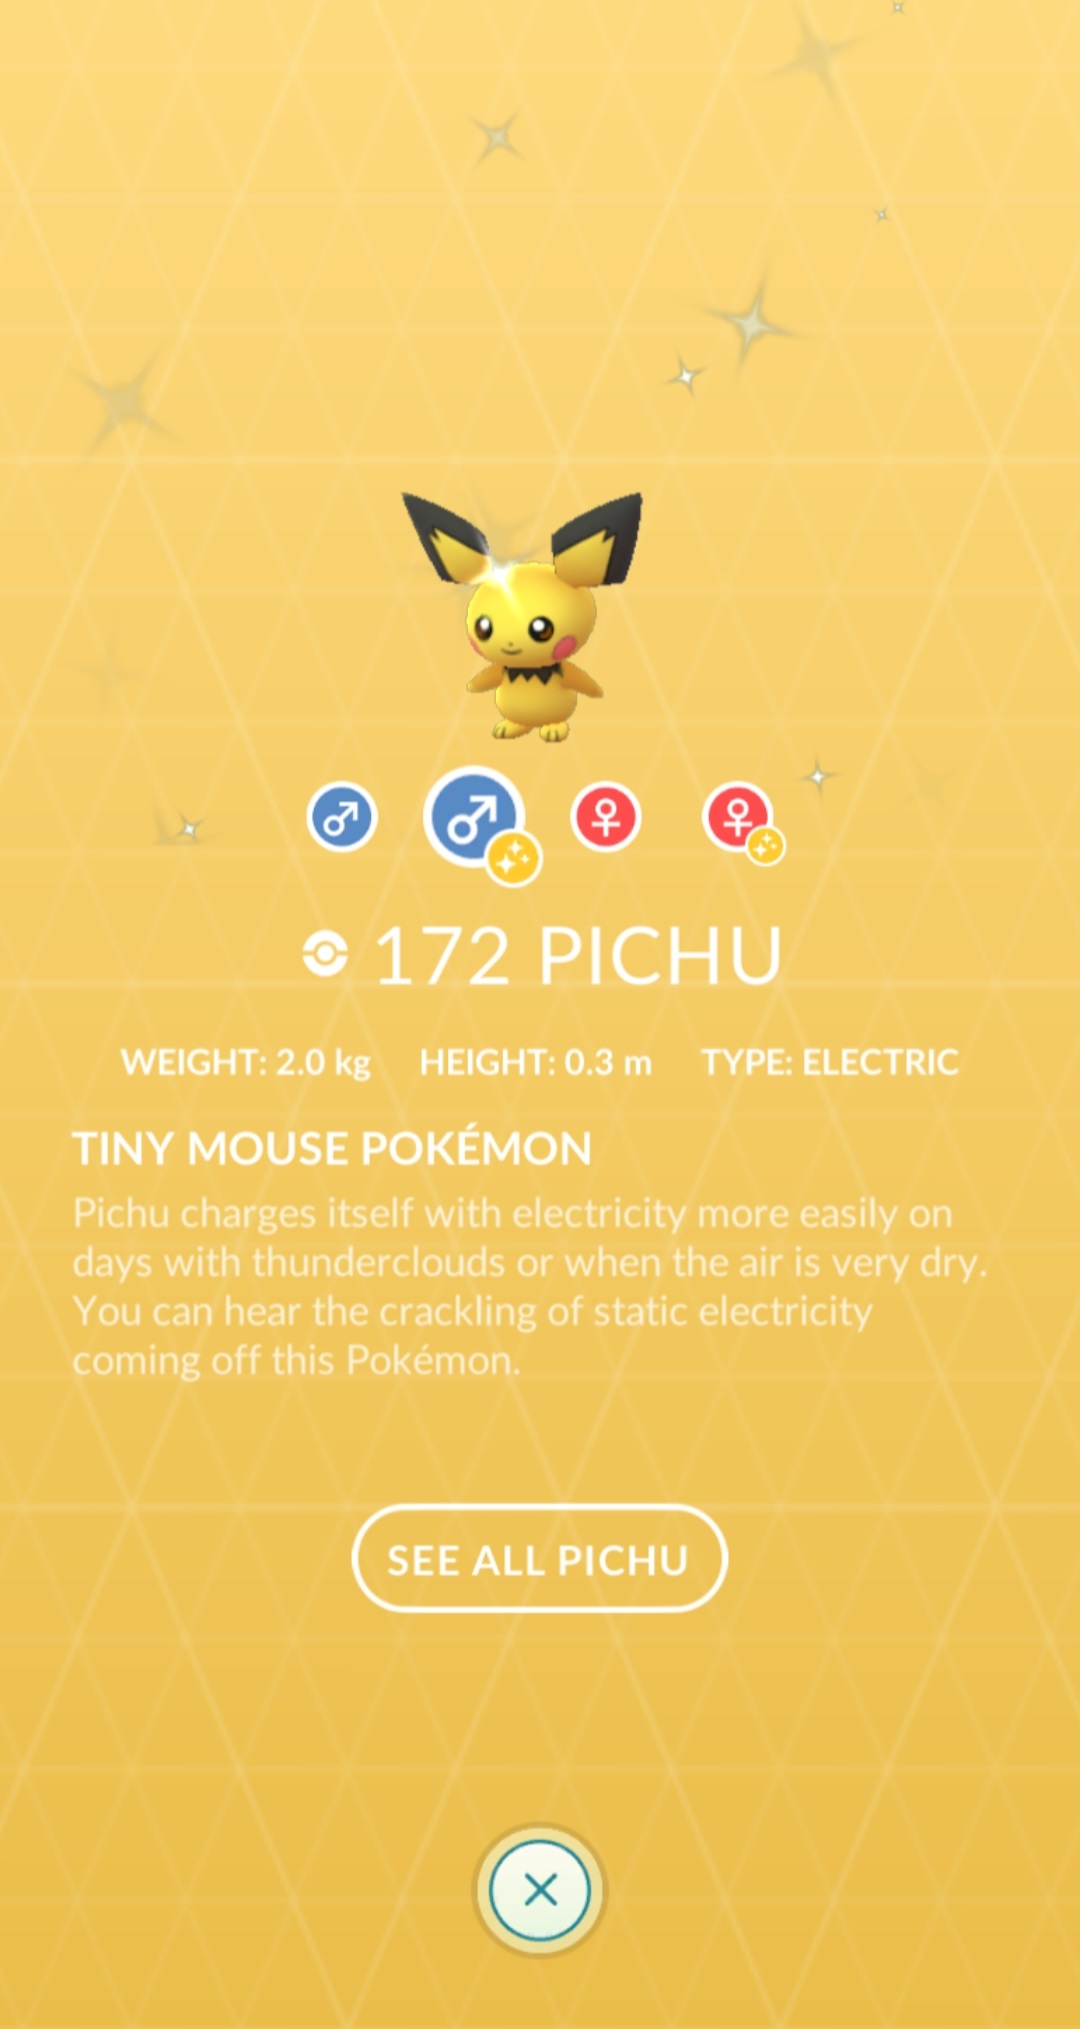 172 PICHU
WEIGHT: 2.0 kg HEIGHT: 0.3 m TYPE: ELECTRIC
TINY MOUSE POKÉMON
Pichu charges itself with electricity more easily on
days with thunderclouds or when the air is very dry.
You can hear the crackling of static electricity
coming off this Pokémon.
SEE ALL PICHU